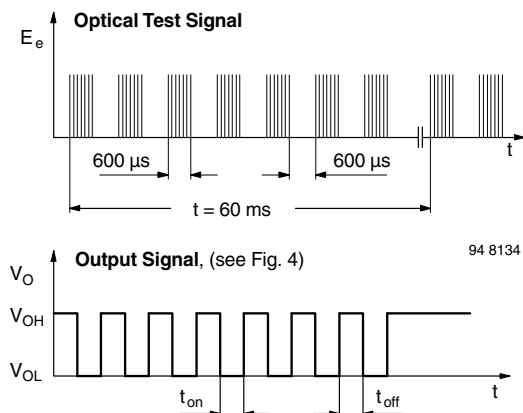 Optical Test Signal
E e
t
600 µs
600 µs
t = 60 ms
94 8134
Output Signal, (see Fig. 4)
V O
V OH
V OL
t on
t off
t